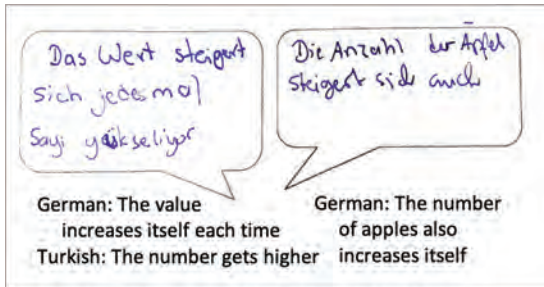 Das Wert steigert
sich jedesmal
Sayi yükseliyor
Die Anzahl der Äpfel
steigert sich auch
German: The value
increases itself each time
Turkish: The number gets higher
German: The number
of apples also
increases itself